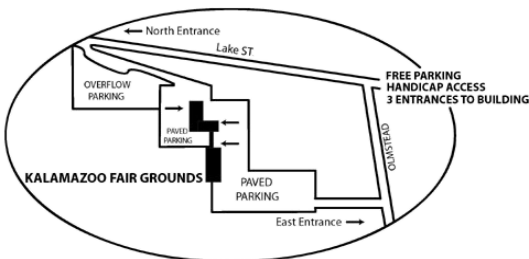 North Entrance
Lake ST
FREE PARKING
HANDICAP ACCESS
3 ENTRANCES TO BUILDING
OVERFLOW
PARKING
PAVED
PARKING
OLMSTEAD
KALAMAZOO FAIR GROUNDS
PAVED
PARKING
East Entrance